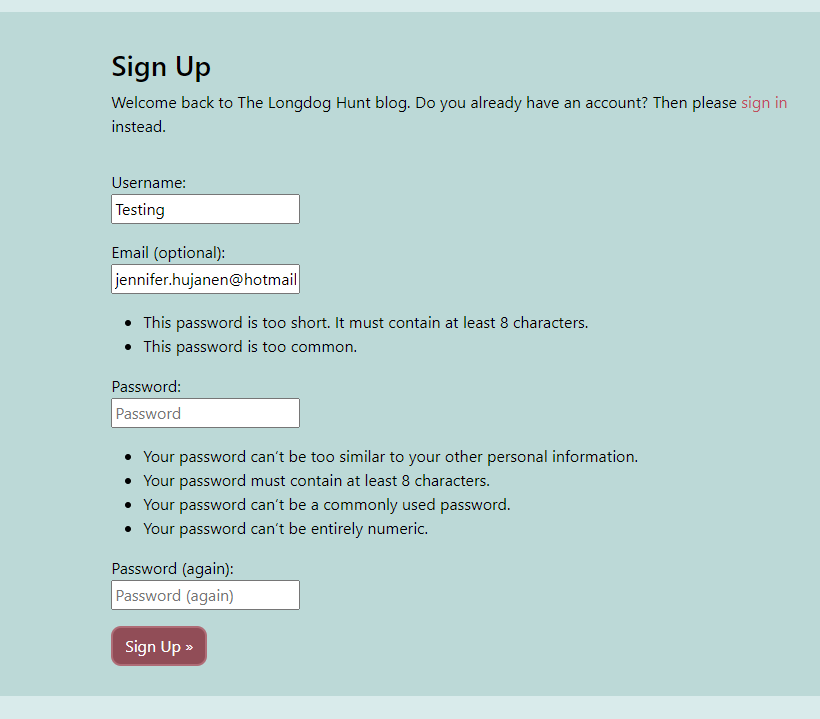 Sign Up
Welcome back to The Longdog Hunt blog. Do you already have an account? Then please sign in
instead.
Username:
Testing
Email (optional):
jennifer.hujanen@hotmail
This password is too short. It must contain at least 8 characters.
This password is too common.
Password:
Password
Your password can't be too similar to your other personal information.
Your password must contain at least 8 characters.
Your password can't be a commonly used password.
Your password can't be entirely numeric.
Password (again):
Password (again)
Sign Up »